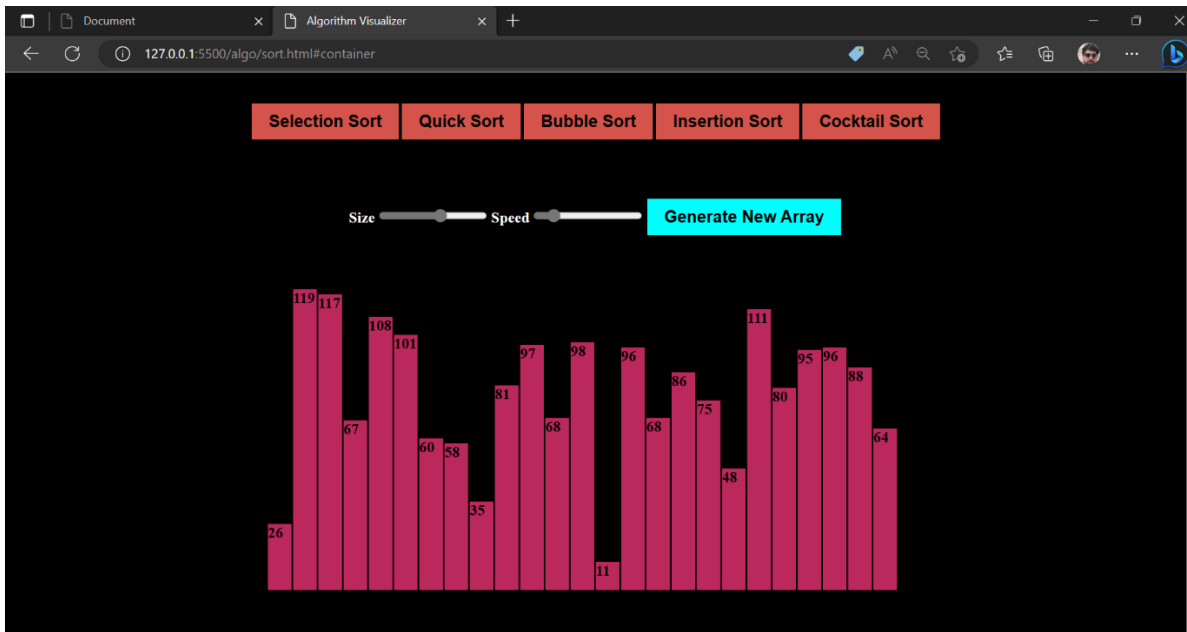 Document Algorithm Visualizer
127.0.0.1:5500/algo/sort.html#container
Selection Sort Quick Sort Bubble Sort Insertion Sort Cocktail Sort
Size Speed Generate New Array
26 119 117 67 108 101 60 58 35 81 97 68 98 11 96 68 86 75 48 111 80 95 96 88 64